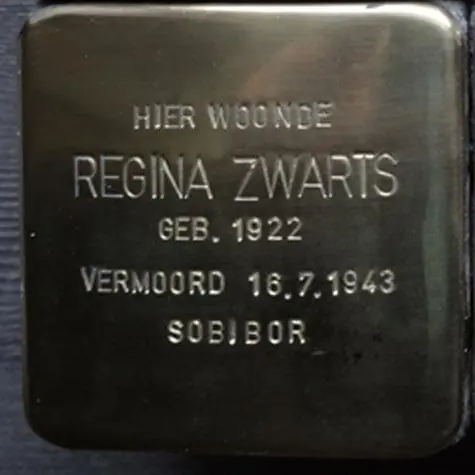 HIER WOONDE
REGINA ZWARTS
GEB. 1922
VERMOORD 16.7.1943
SOBIBOR